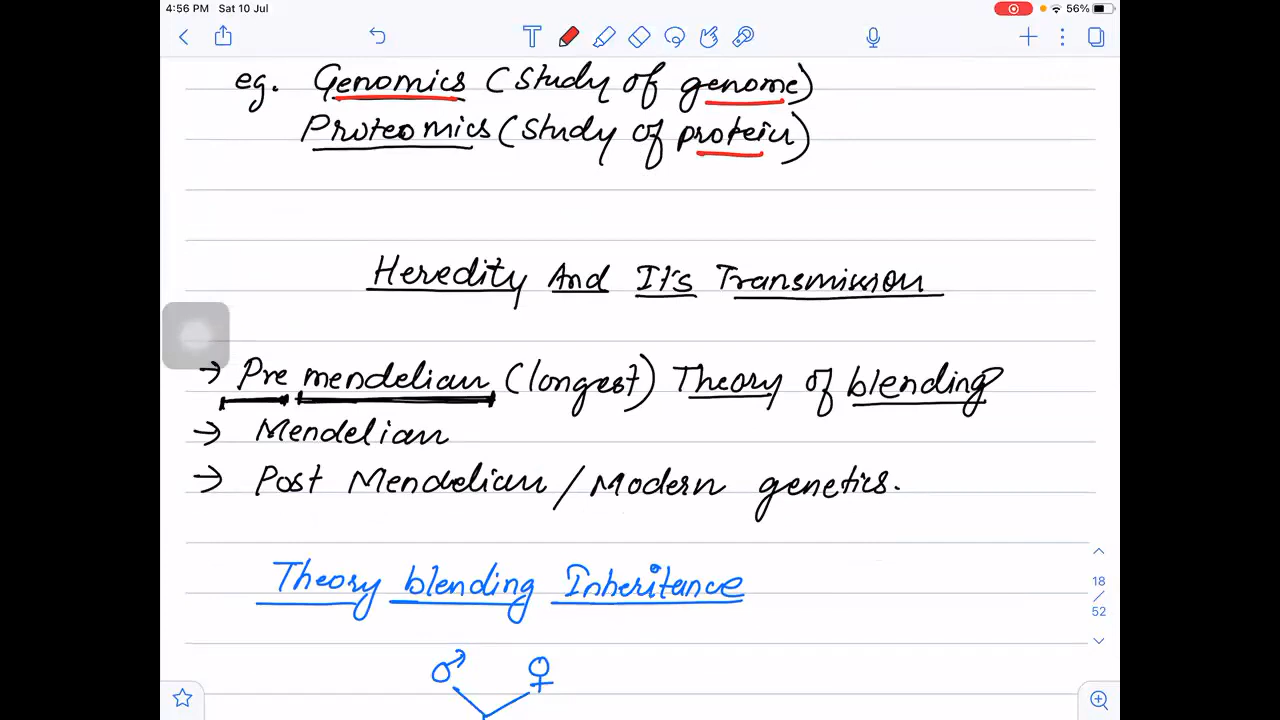 4:56 PM Sat 10 Jul
56%
eg. Genomics (Study of genome)
Proteomics (Study of protein)
Heredity And It's Transmission
→ Pre mendelian (longest) Theory of blending
→ Mendelian
→ Post Mendelian / Modern genetics.
18
/
52
Theory blending Inheritance
♂ ♀